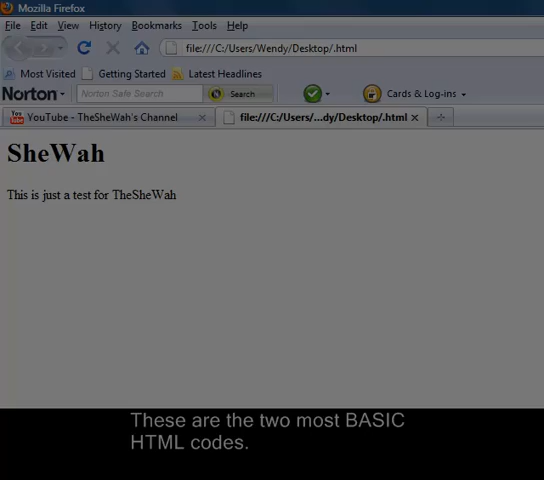 Mozilla Firefox
File Edit View History Bookmarks Tools Help
file:///C:/Users/Wendy/Desktop/.html
Most Visited Getting Started Latest Headlines
Norton Norton Safe Search Search Cards & Log-ins
You Tube YouTube - TheSheWah's Channel file:///C:/Users/...dy/Desktop/.html
SheWah
This is just a test for TheSheWah
These are the two most BASIC
HTML codes.